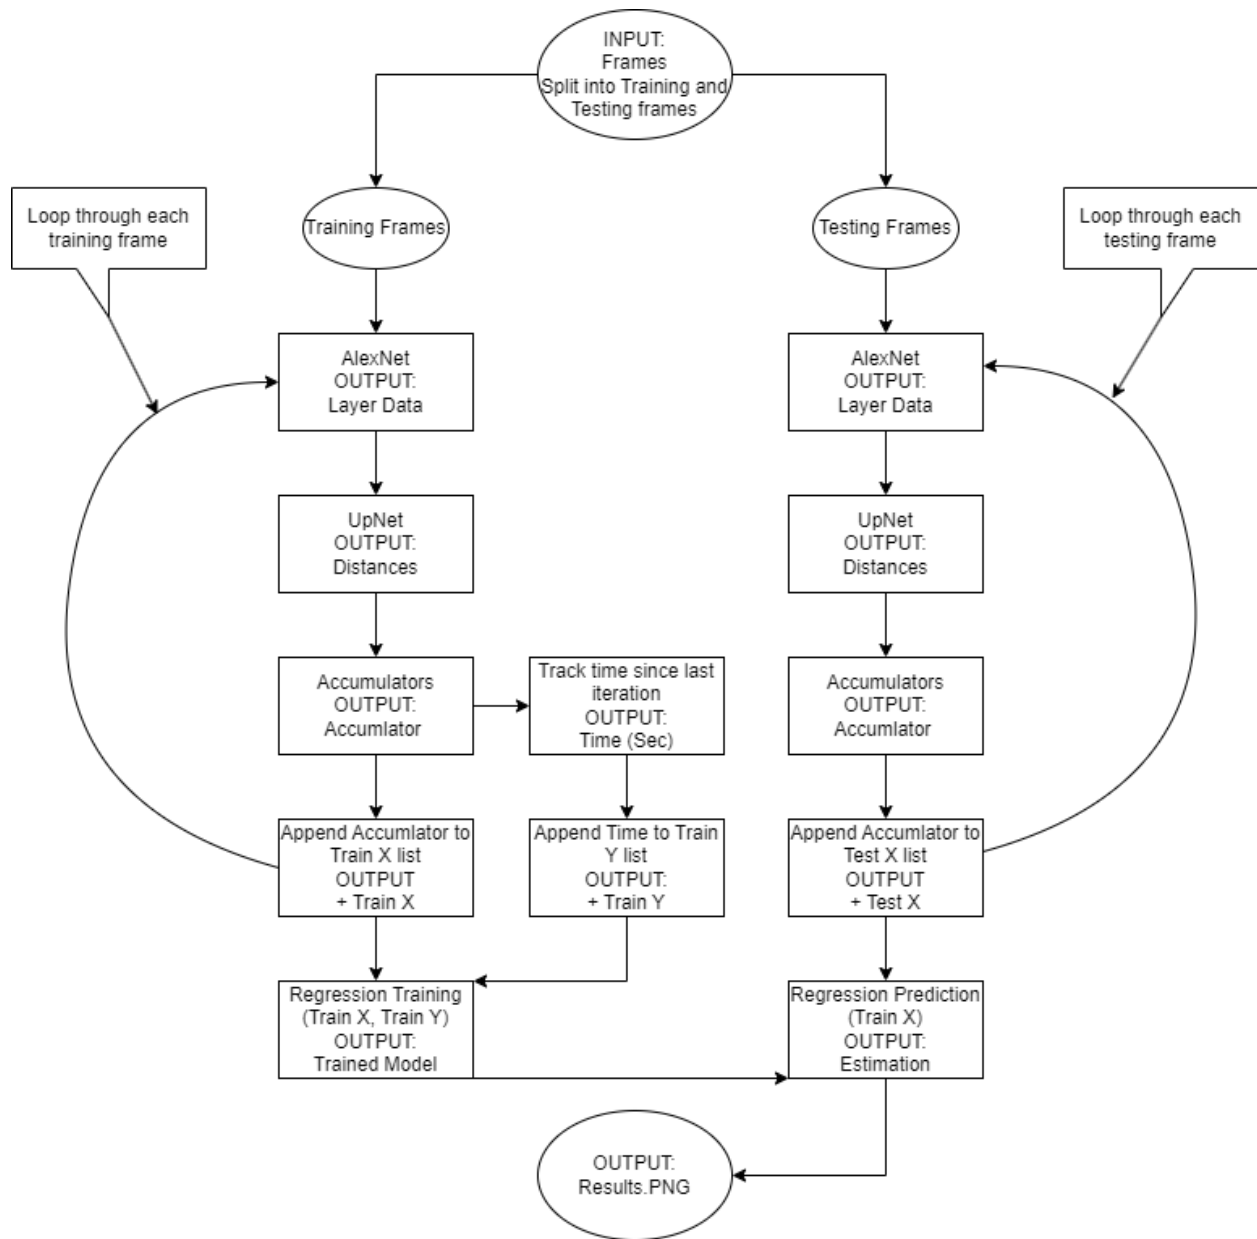 INPUT:
Frames
Split into Training and
Testing frames
Loop through each
training frame
Training Frames
Testing Frames
Loop through each
testing frame
AlexNet
OUTPUT:
Layer Data
AlexNet
OUTPUT:
Layer Data
UpNet
OUTPUT:
Distances
UpNet
OUTPUT:
Distances
Accumulators
OUTPUT:
Accumlator
Track time since last
iteration
OUTPUT:
Time (Sec)
Accumulators
OUTPUT:
Accumlator
Append Accumlator to
Train X list
OUTPUT
+ Train X
Append Time to Train
Y list
OUTPUT:
+ Train Y
Append Accumlator to
Test X list
OUTPUT
+ Test X
Regression Training
(Train X, Train Y)
OUTPUT:
Trained Model
Regression Prediction
(Train X)
OUTPUT:
Estimation
OUTPUT:
Results.PNG